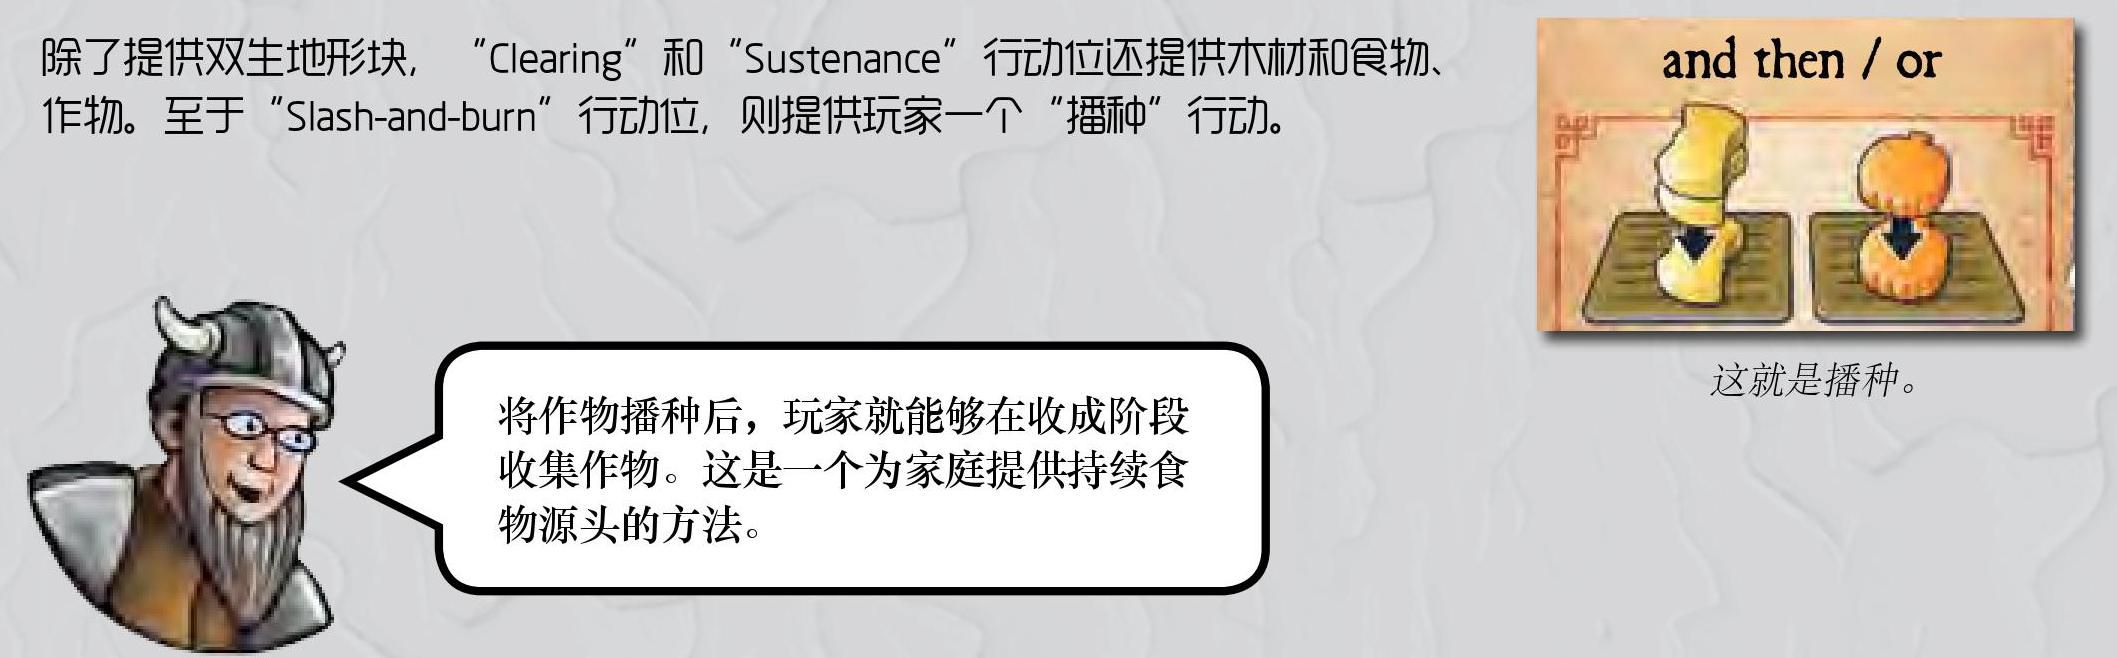 除了提供双生地形块，“Clearing”和“Sustenance”行动位还提供木材和食物、
作物。至于“Slash-and-burn”行动位，则提供玩家一个“播种”行动。
and then / or
这就是播种。
将作物播种后，玩家就能够在收成阶段
收集作物。这是一个为家庭提供持续食
物源头的方法。